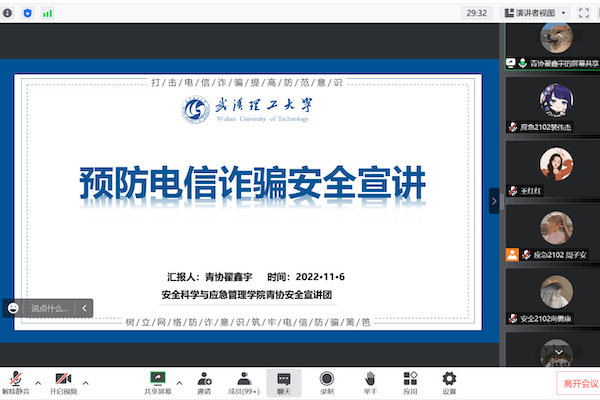 29:32
演讲者视图
打/击/电/信/诈/骗/提/高/防/范/意/识
武汉理工大学
Wuhan University of Technology
预防电信诈骗安全宣讲
汇报人：青协翟鑫宇 时间：2022·11·6
安全科学与应急管理学院青协安全宣讲团
树/立/网/络/防/诈/意/识/筑/牢/电/信/防/骗/篱/笆
说点什么...
青协翟鑫宇的屏幕共享
应急2102裴伟杰
王红红
应急2102 周子安
安全2102向勇康
解除静音
开启视频
共享屏幕
邀请
成员(99+)
聊天
录制
举手
应用
设置
离开会议